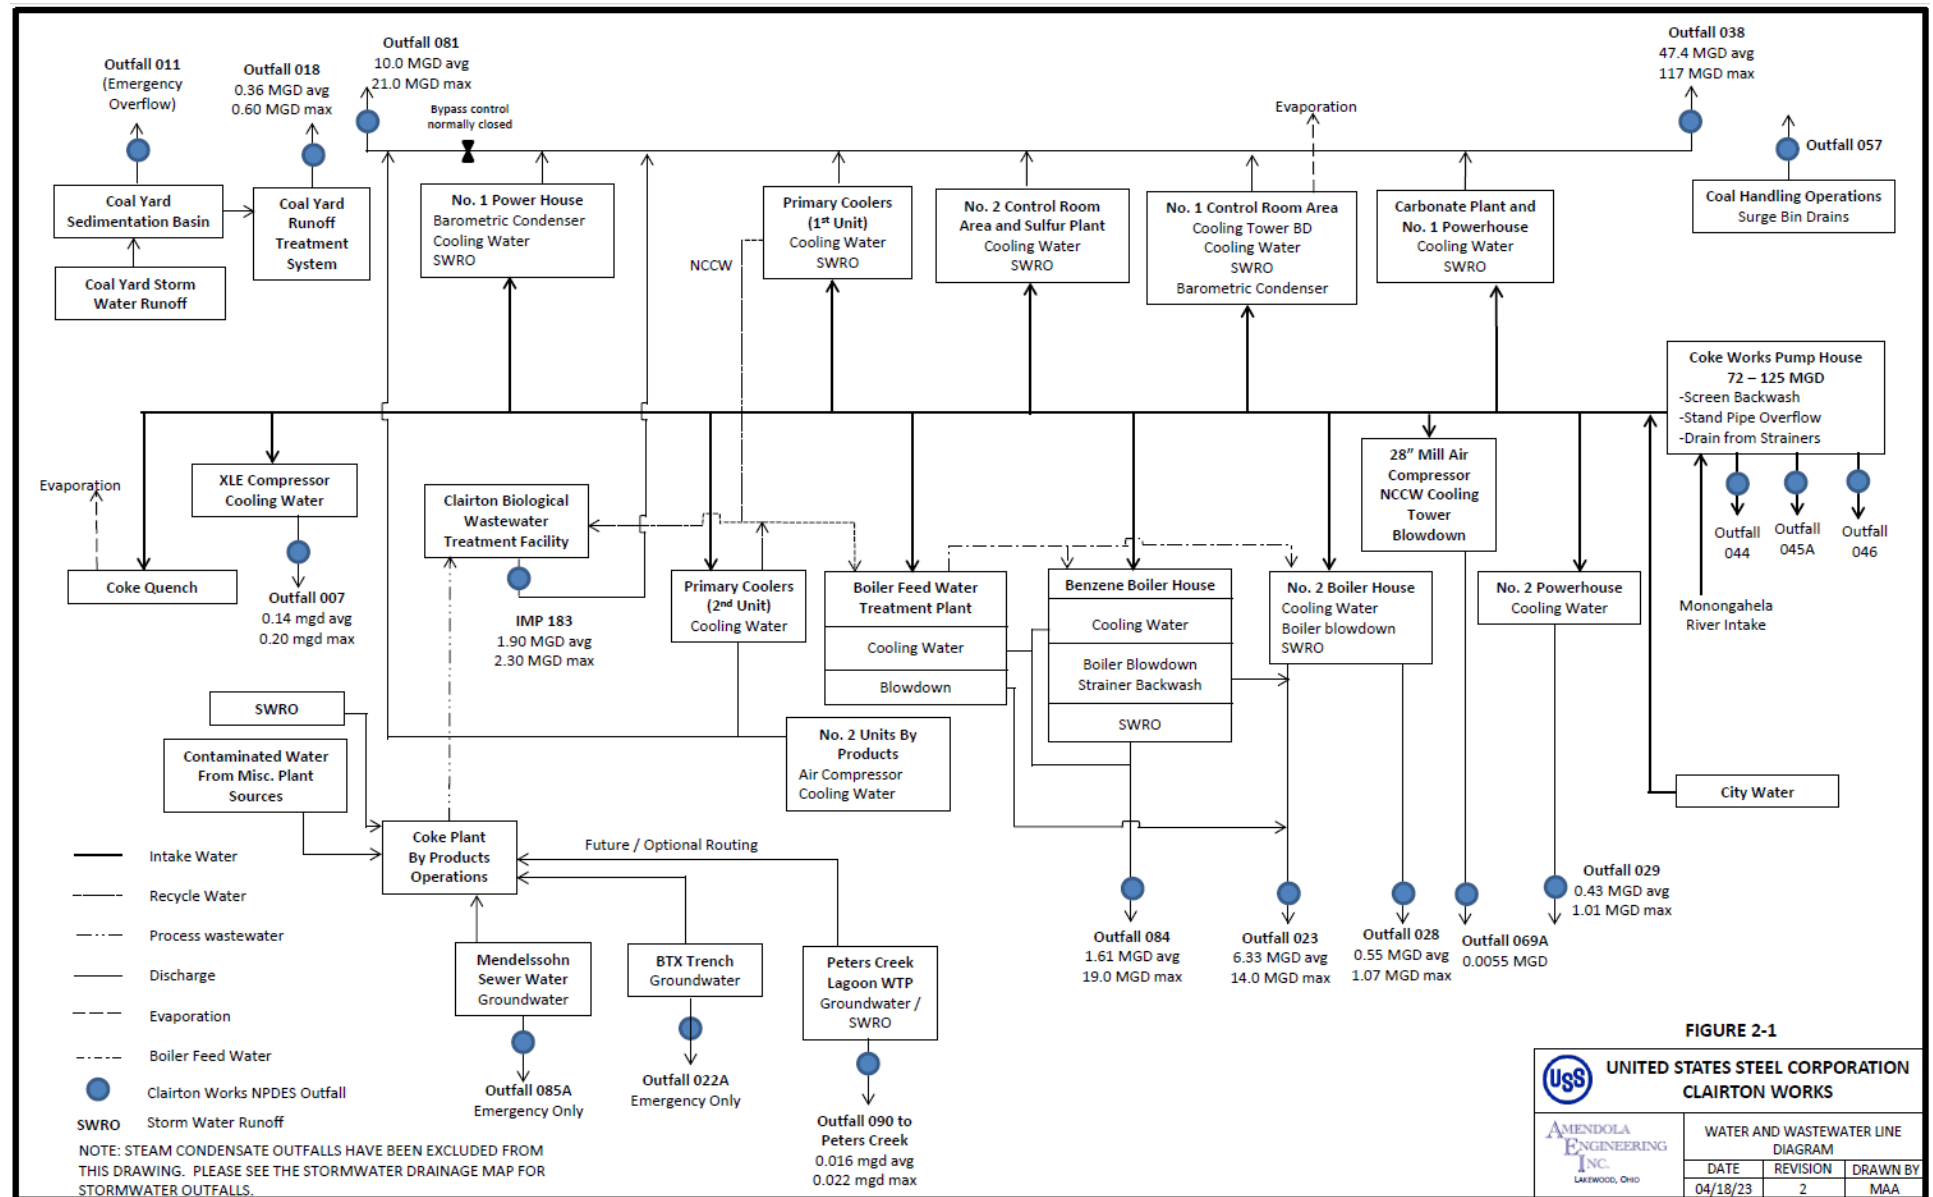 Outfall 011
(Emergency
Overflow)
Outfall 018
0.36 MGD avg
0.60 MGD max
Outfall 081
10.0 MGD avg
21.0 MGD max
Bypass control
normally closed
Evaporation
Outfall 038
47.4 MGD avg
117 MGD max
Outfall 057
Coal Yard
Sedimentation Basin
Coal Yard
Runoff
Treatment
System
Coal Yard Storm
Water Runoff
No. 1 Power House
Barometric Condenser
Cooling Water
SWRO
NCCW
Primary Coolers
(1st Unit)
Cooling Water
SWRO
No. 2 Control Room
Area and Sulfur Plant
Cooling Water
SWRO
No. 1 Control Room Area
Cooling Tower BD
Cooling Water
SWRO
Barometric Condenser
Carbonate Plant and
No. 1 Powerhouse
Cooling Water
SWRO
Coal Handling Operations
Surge Bin Drains
Coke Works Pump House
72 – 125 MGD
-Screen Backwash
-Stand Pipe Overflow
-Drain from Strainers
Outfall
044
Outfall
045A
Outfall
046
Monongahela
River Intake
Evaporation
Coke Quench
XLE Compressor
Cooling Water
Outfall 007
0.14 mgd avg
0.20 mgd max
Clairton Biological
Wastewater
Treatment Facility
IMP 183
1.90 MGD avg
2.30 MGD max
Primary Coolers
(2nd Unit)
Cooling Water
Boiler Feed Water
Treatment Plant
Cooling Water
Blowdown
Benzene Boiler House
Cooling Water
Boiler Blowdown
Strainer Backwash
SWRO
No. 2 Boiler House
Cooling Water
Boiler blowdown
SWRO
28” Mill Air
Compressor
NCCW Cooling
Tower
Blowdown
No. 2 Powerhouse
Cooling Water
SWRO
Contaminated Water
From Misc. Plant
Sources
No. 2 Units By
Products
Air Compressor
Cooling Water
City Water
Coke Plant
By Products
Operations
Future / Optional Routing
Mendelssohn
Sewer Water
Groundwater
Outfall 085A
Emergency Only
BTX Trench
Groundwater
Outfall 022A
Emergency Only
Peters Creek
Lagoon WTP
Groundwater /
SWRO
Outfall 090 to
Peters Creek
0.016 mgd avg
0.022 mgd max
Outfall 084
1.61 MGD avg
19.0 MGD max
Outfall 023
6.33 MGD avg
14.0 MGD max
Outfall 028
0.55 MGD avg
1.07 MGD max
Outfall 069A
0.0055 MGD
Outfall 029
0.43 MGD avg
1.01 MGD max
Intake Water
Recycle Water
Process wastewater
Discharge
Evaporation
Boiler Feed Water
Clairton Works NPDES Outfall
SWRO Storm Water Runoff
NOTE: STEAM CONDENSATE OUTFALLS HAVE BEEN EXCLUDED FROM
THIS DRAWING. PLEASE SEE THE STORMWATER DRAINAGE MAP FOR
STORMWATER OUTFALLS.
FIGURE 2-1
USS
UNITED STATES STEEL CORPORATION
CLAIRTON WORKS
AMENDOLA
ENGINEERING
INC.
LAKEWOOD, OHIO
WATER AND WASTEWATER LINE
DIAGRAM
DATE REVISION DRAWN BY
04/18/23 2 MAA